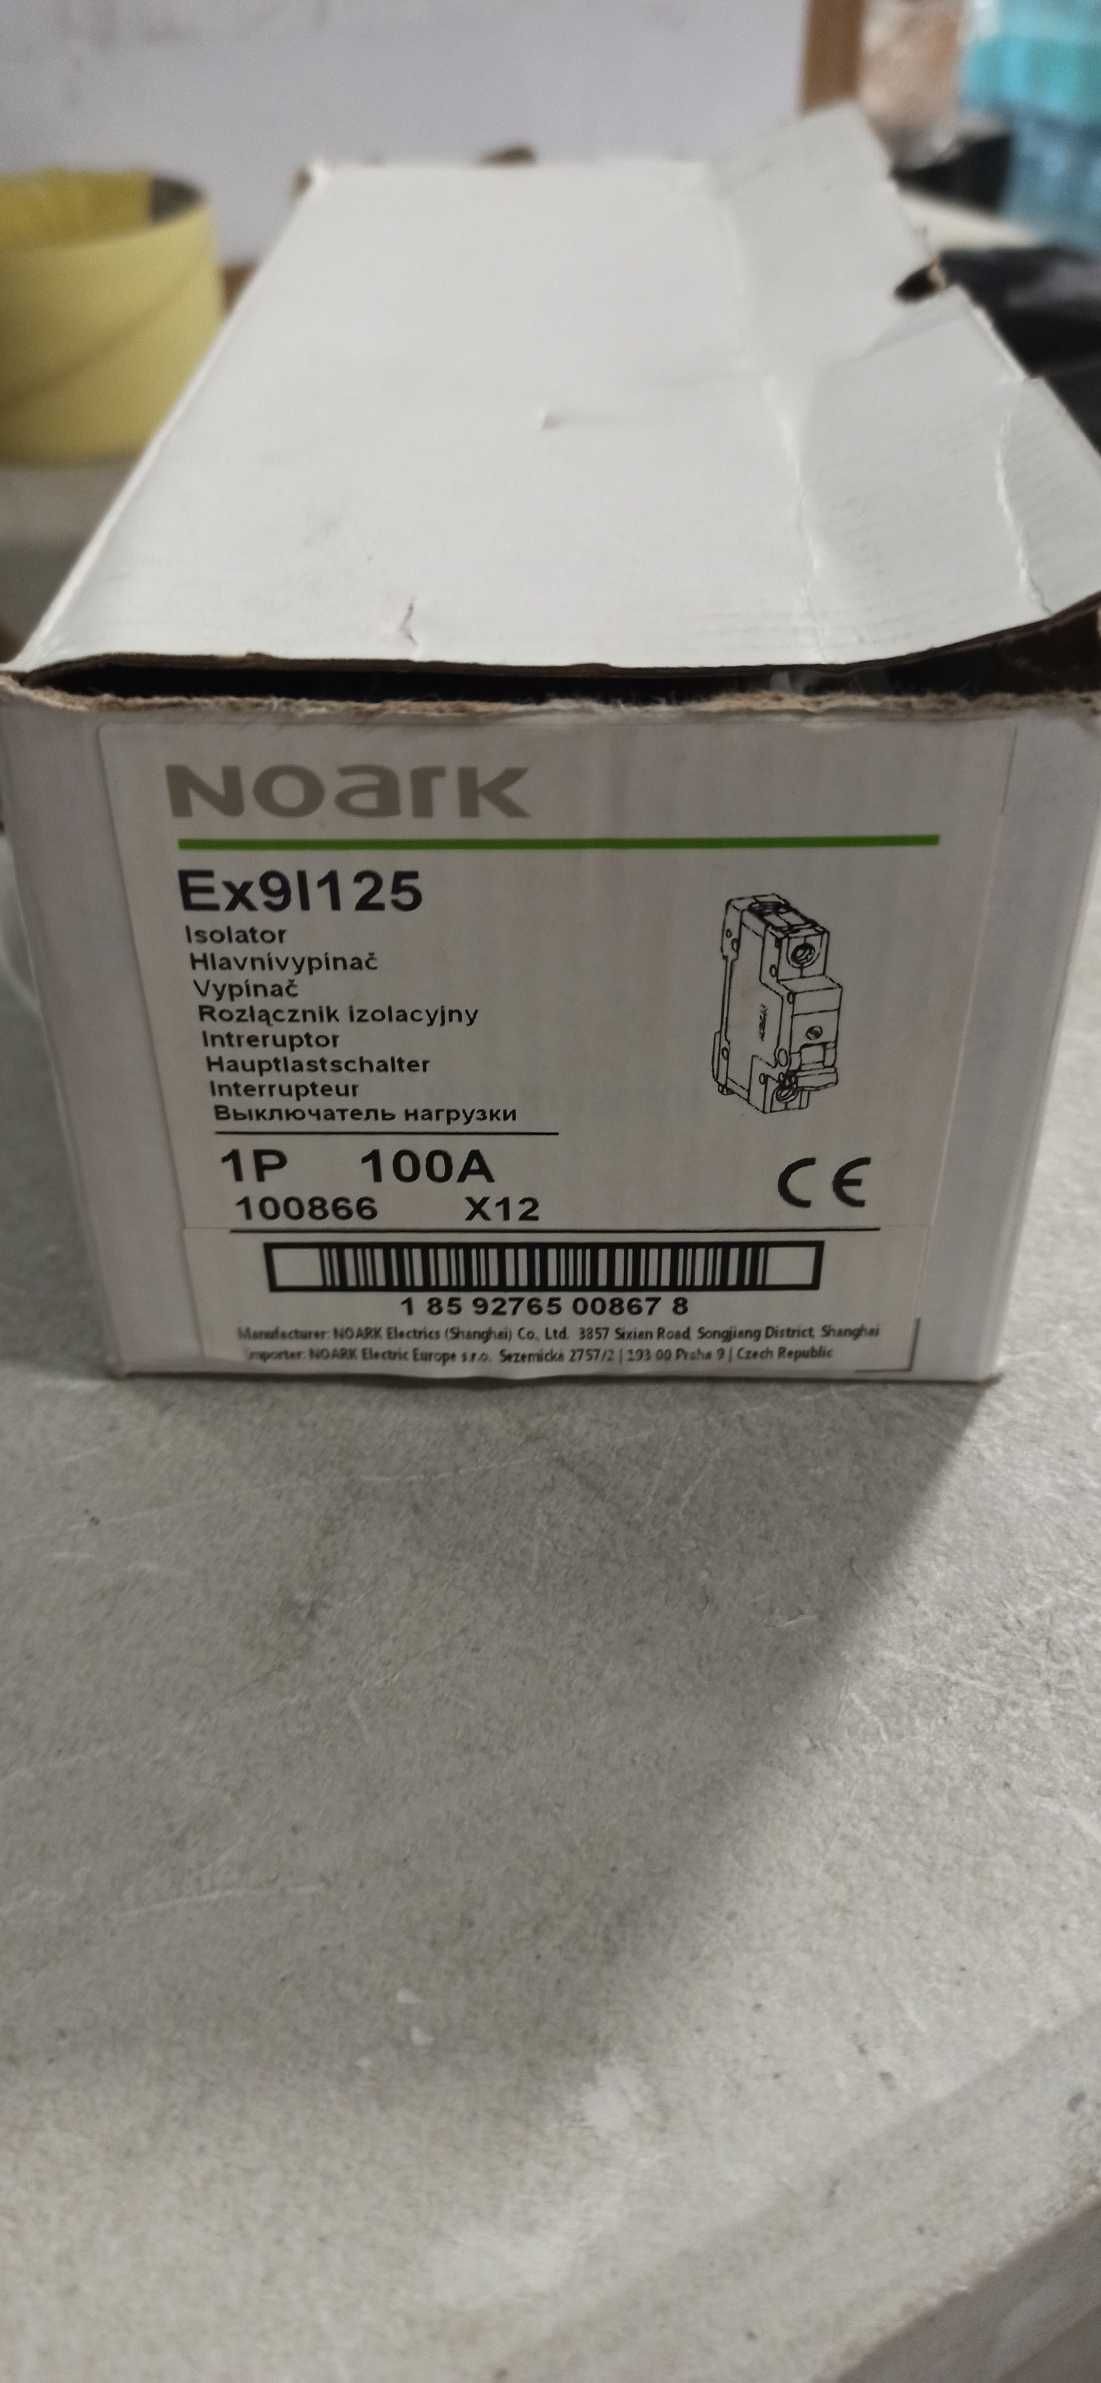 NOARK
Ex9I125
Isolator
Hlavnívypínač
Vypínač
Rozłącznik izolacyjny
Intreruptor
Hauptlastschalter
Interrupteur
Выключатель нагрузки
1P 100A
100866 X12
CE
1 85 92765 00867 8
Manufacturer: NOARK Electrics (Shanghai) Co., Ltd. 3857 Sixian Road, Songjiang District, Shanghai
mporter: NOARK Electric Europe s.r.o. Sezemická 2757/2 | 193 00 Praha 9 | Czech Republic